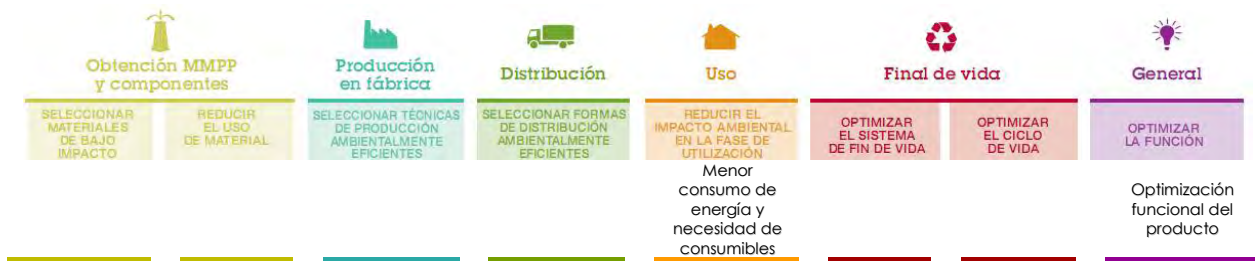 Obtención MMPP
y componentes
Producción
en fábrica
Distribución
Uso
Final de vida
General
SELECCIONAR
MATERIALES
DE BAJO
IMPACTO
REDUCIR
EL USO
DE MATERIAL
SELECCIONAR TÉCNICAS
DE PRODUCCIÓN
AMBIENTALMENTE
EFICIENTES
SELECCIONAR FORMAS
DE DISTRIBUCIÓN
AMBIENTALMENTE
EFICIENTES
REDUCIR EL
IMPACTO AMBIENTAL
EN LA FASE DE
UTILIZACIÓN
OPTIMIZAR
EL SISTEMA
DE FIN DE VIDA
OPTIMIZAR
EL CICLO
DE VIDA
OPTIMIZAR
LA FUNCIÓN
Menor
consumo de
energía y
necesidad de
consumibles
Optimización
funcional del
producto